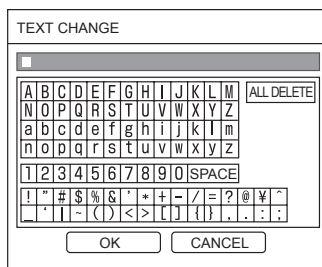 TEXT CHANGE
A B C D E F G H I J K L M ALL DELETE
N O P Q R S T U V W X Y Z
a b c d e f g h i j k l m
n o p q r s t u v w x y z
1 2 3 4 5 6 7 8 9 0 SPACE
! " # $ % & ' * + - / = ? @ ¥ ^
_ ‘ | ~ ( ) < > [ ] { } , . : ;
OK CANCEL